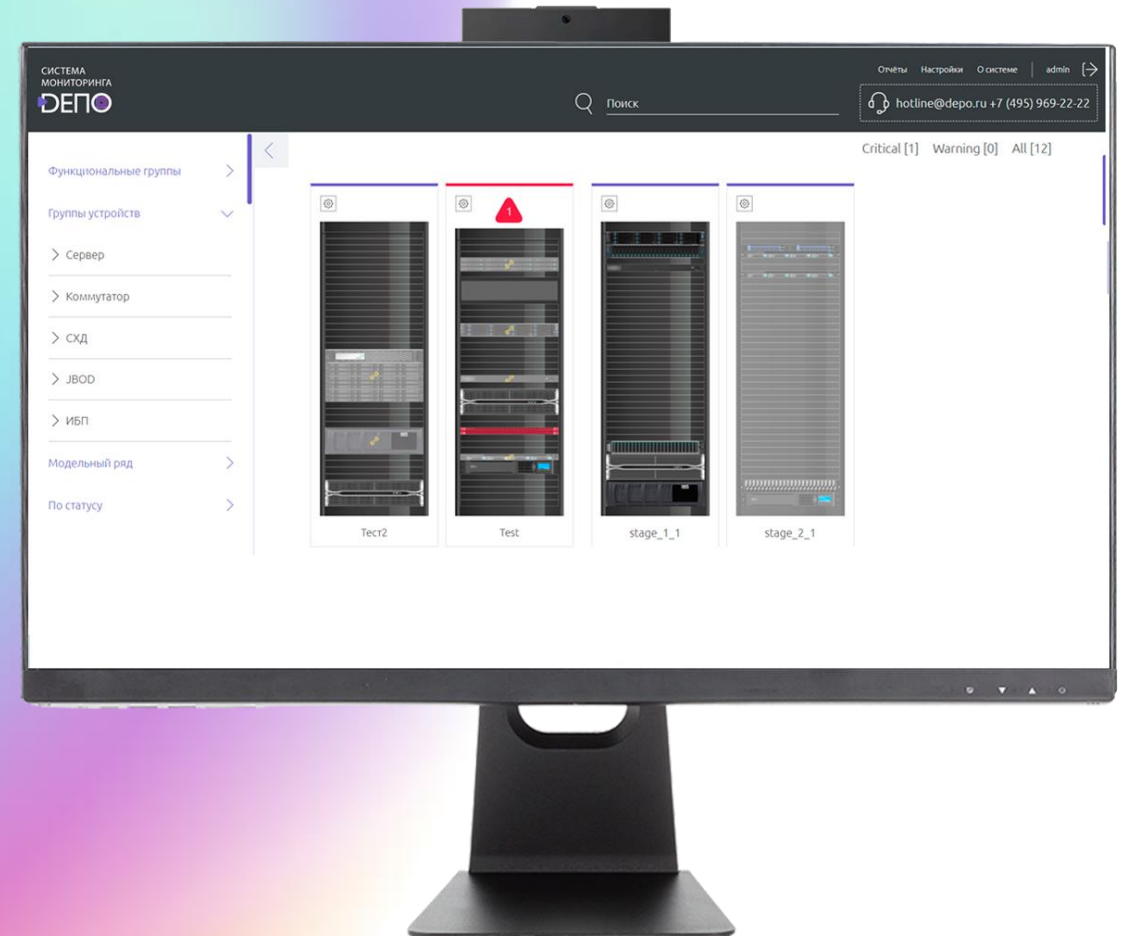 СИСТЕМА
МОНИТОРИНГА
DЕПО
Поиск
Отчёты Настройки О системе admin
hotline@depo.ru +7 (495) 969-22-22
Critical [1] Warning [0] All [12]
Функциональные группы
Группы устройств
Сервер
Коммутатор
СХД
JBOD
ИБП
Модельный ряд
По статусу
1
Тест2
Test
stage_1_1
stage_2_1